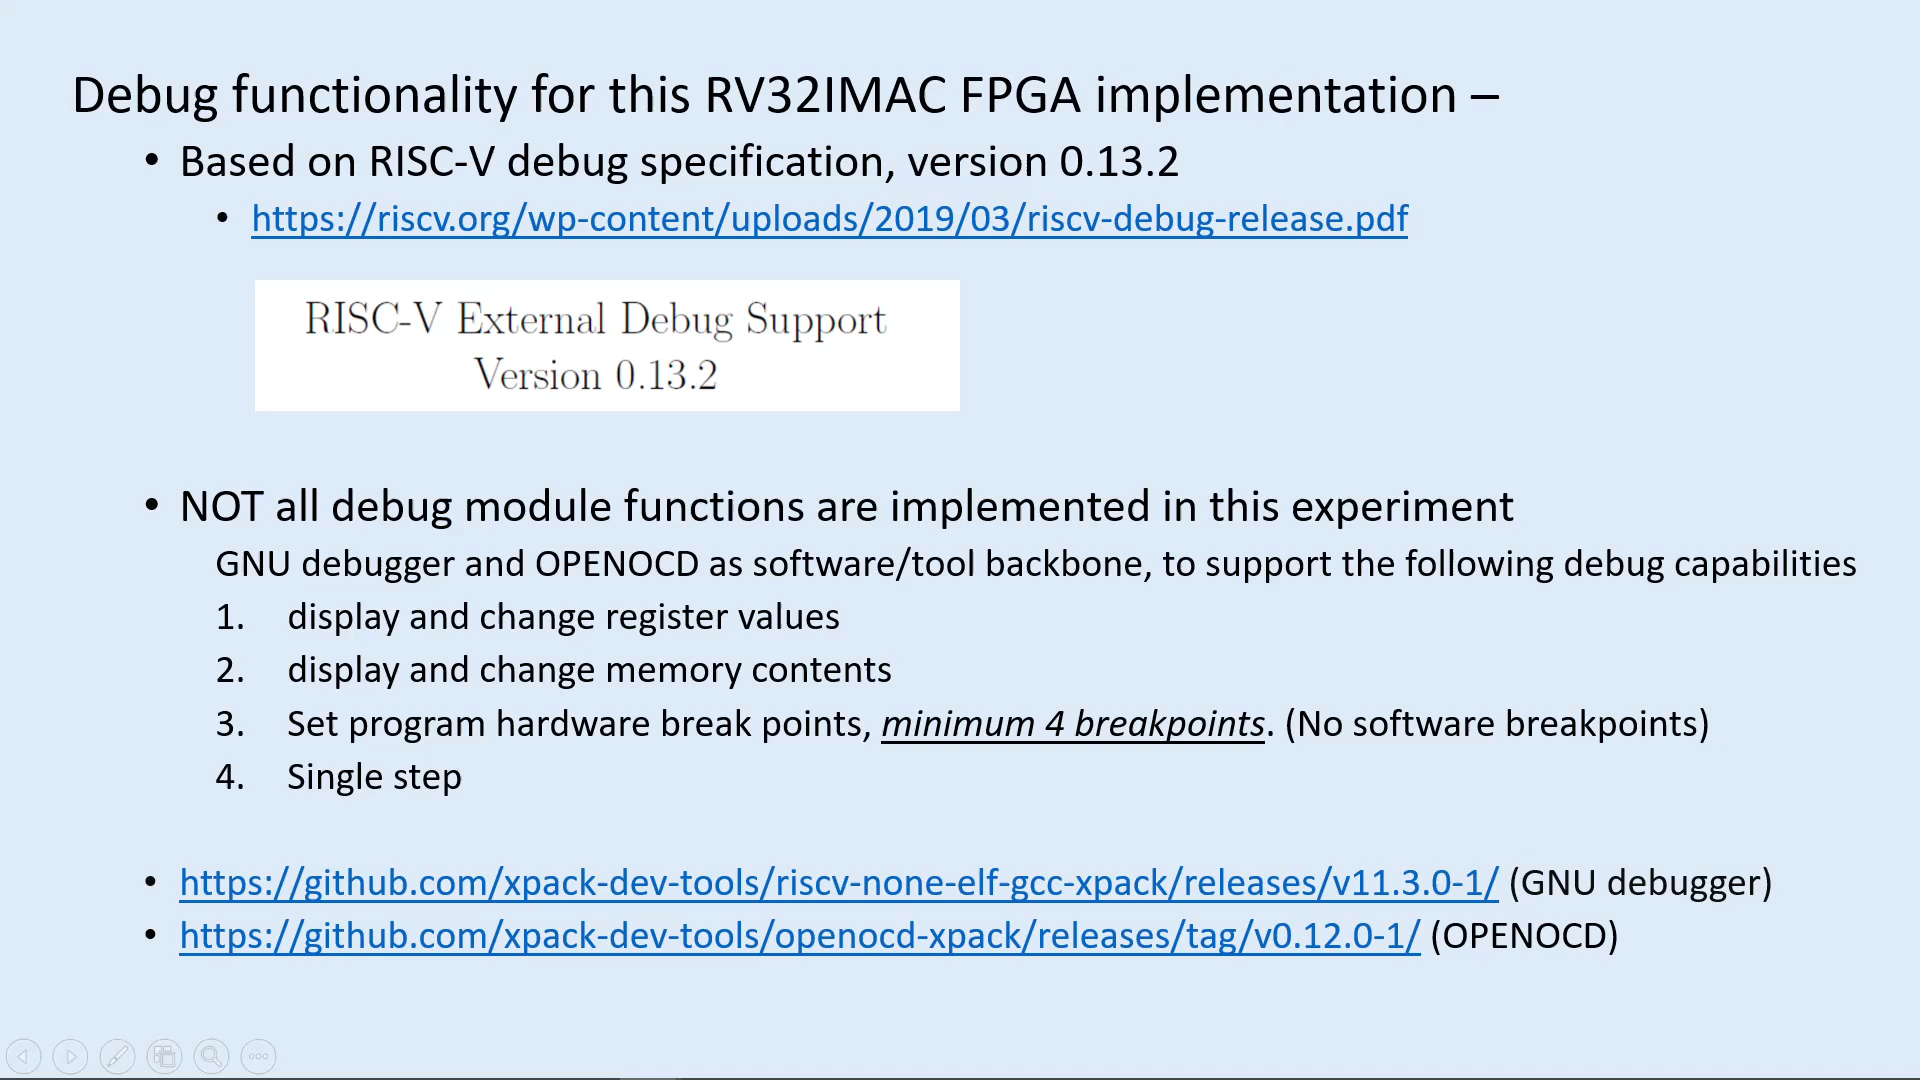 Debug functionality for this RV32IMAC FPGA implementation –
• Based on RISC-V debug specification, version 0.13.2
• https://riscv.org/wp-content/uploads/2019/03/riscv-debug-release.pdf
RISC-V External Debug Support
Version 0.13.2
• NOT all debug module functions are implemented in this experiment
GNU debugger and OPENOCD as software/tool backbone, to support the following debug capabilities
1. display and change register values
2. display and change memory contents
3. Set program hardware break points, minimum 4 breakpoints. (No software breakpoints)
4. Single step
• https://github.com/xpack-dev-tools/riscv-none-elf-gcc-xpack/releases/v11.3.0-1/ (GNU debugger)
• https://github.com/xpack-dev-tools/openocd-xpack/releases/tag/v0.12.0-1/ (OPENOCD)